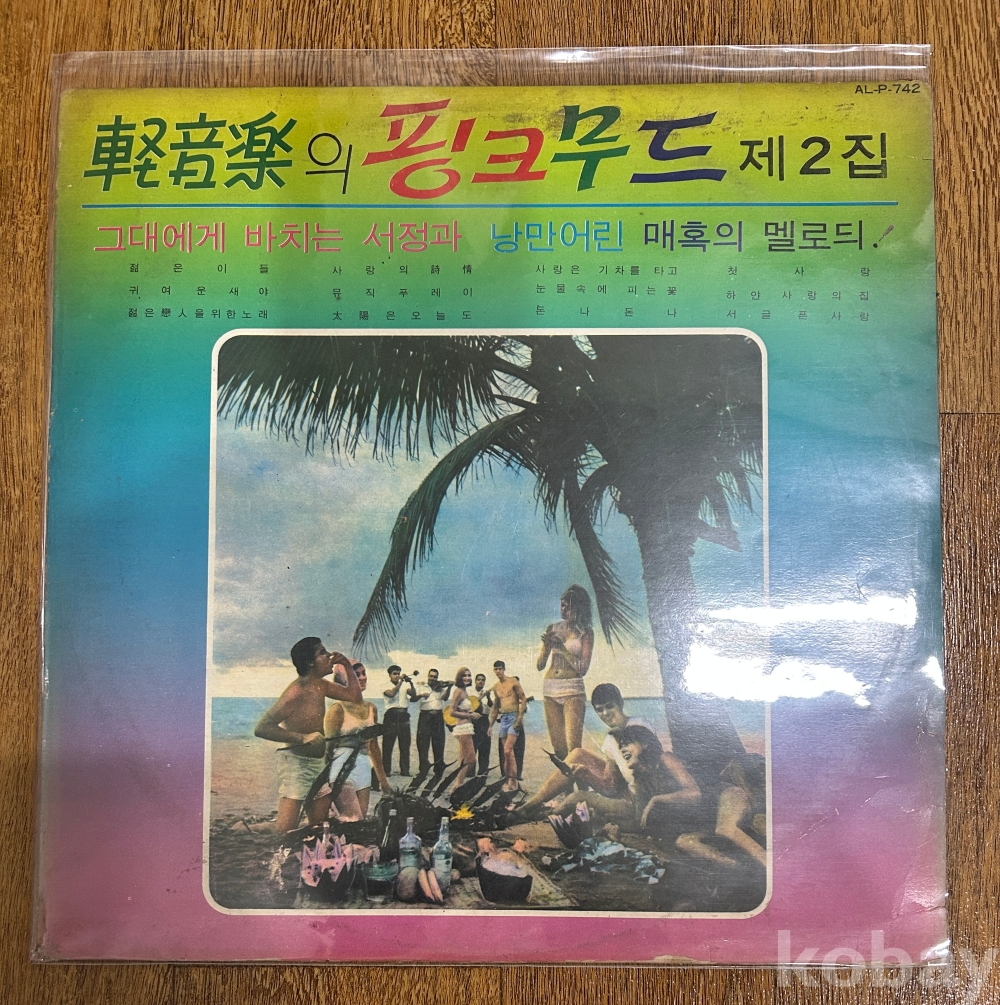 AL-P-742
軽音楽의 핑크무드 제2집
그대에게 바치는 서정과 낭만어린 매혹의 멜로듸!
젊은이들 사랑의詩情 사랑은 기차를 타고 첫사랑
귀여운새야 뮤직푸레이 눈물속에 피는꽃 하얀사랑의집
젊은戀人을위한노래 太陽은오늘도 돈나돈나 서글픈사랑
kobay